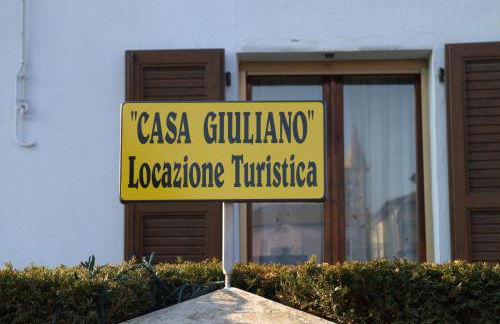 "CASA GIULIANO"
Locazione Turistica